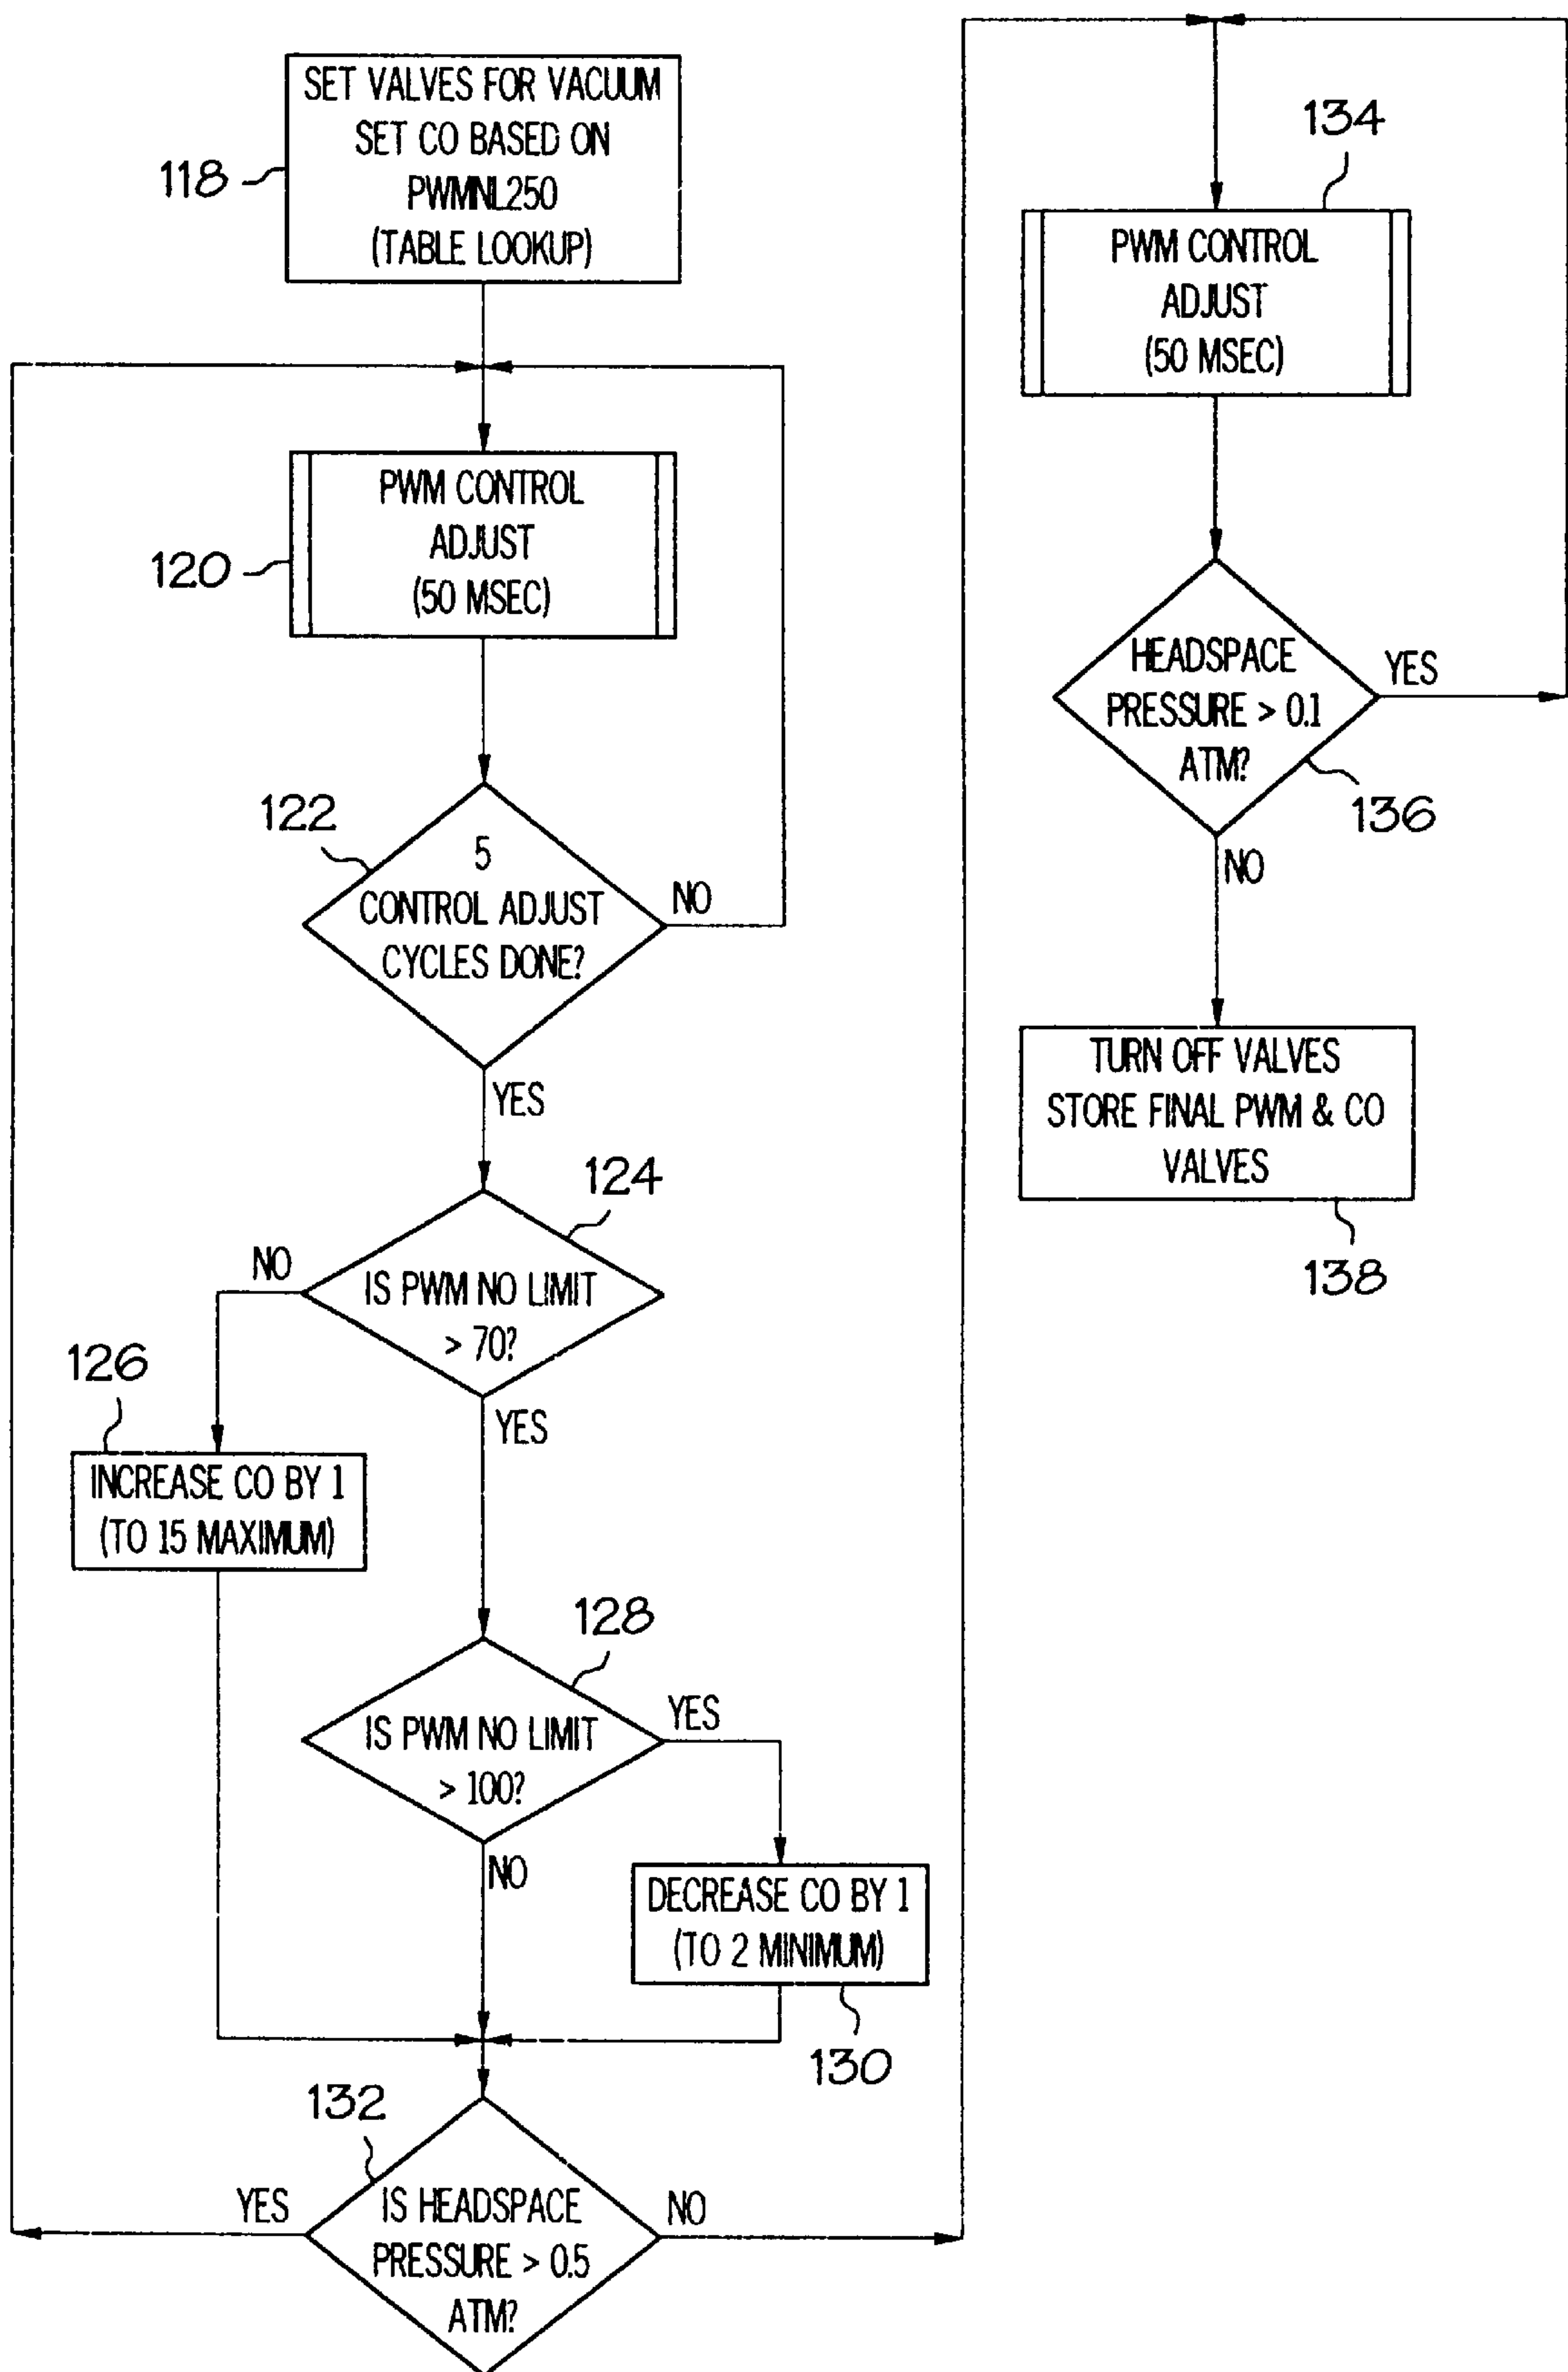 SET VALVES FOR VACUUM
SET CO BASED ON
PWMNL250
(TABLE LOOKUP)
118
PWM CONTROL
ADJUST
(50 MSEC)
120
122
5
CONTROL ADJUST
CYCLES DONE?
NO
YES
124
NO
IS PWM NO LIMIT
> 70?
126
YES
INCREASE CO BY 1
(TO 15 MAXIMUM)
128
IS PWM NO LIMIT
> 100?
YES
NO
DECREASE CO BY 1
(TO 2 MINIMUM)
130
132
YES
IS HEADSPACE
PRESSURE > 0.5
ATM?
NO
134
PWM CONTROL
ADJUST
(50 MSEC)
HEADSPACE
PRESSURE > 0.1
ATM?
YES
136
NO
TURN OFF VALVES
STORE FINAL PWM & CO
VALVES
138